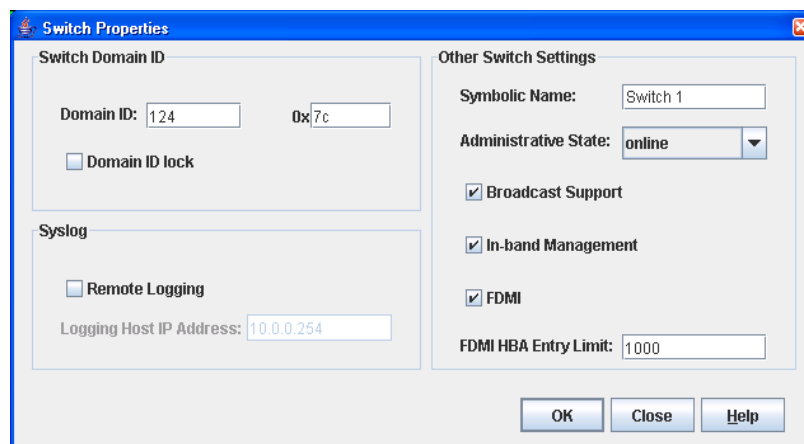 Switch Properties
Switch Domain ID
Domain ID: 124 0x 7c
Domain ID lock
Syslog
Remote Logging
Logging Host IP Address: 10.0.0.254
Other Switch Settings
Symbolic Name: Switch 1
Administrative State: online
Broadcast Support
In-band Management
FDMI
FDMI HBA Entry Limit: 1000
OK Close Help